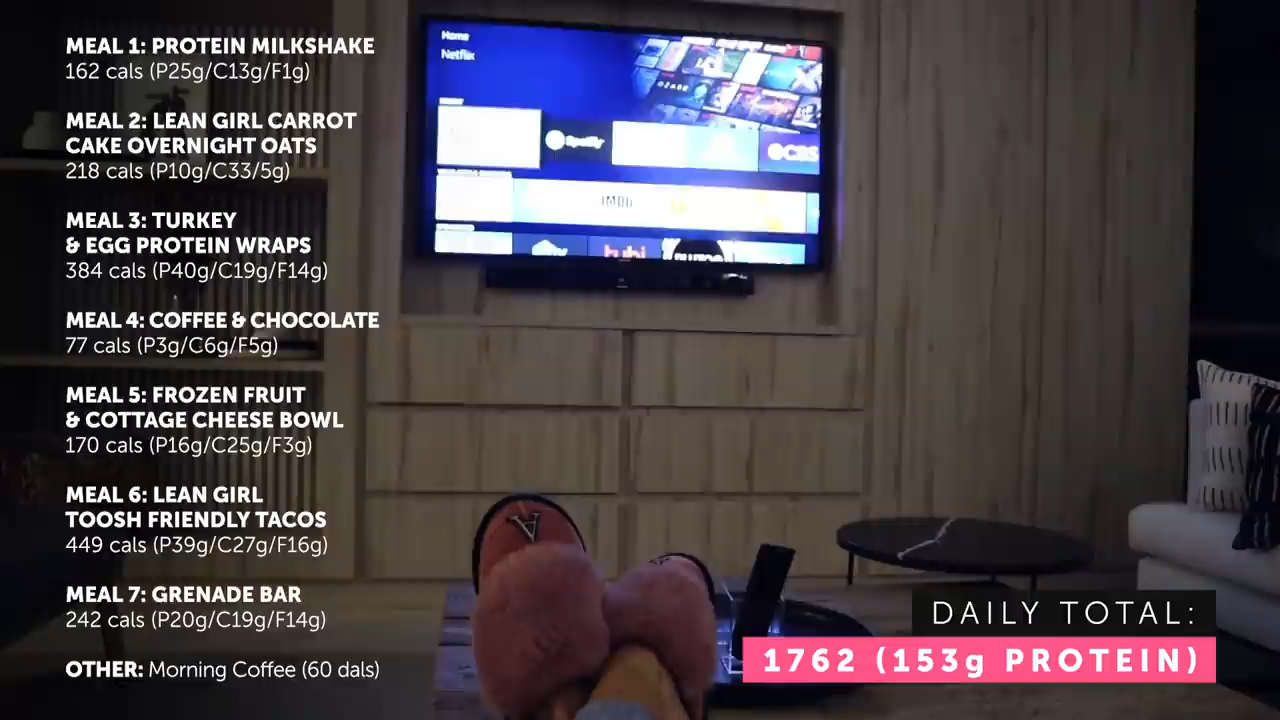 MEAL 1: PROTEIN MILKSHAKE
162 cals (P25g/C13g/F1g)
MEAL 2: LEAN GIRL CARROT
CAKE OVERNIGHT OATS
218 cals (P10g/C33/5g)
MEAL 3: TURKEY
& EGG PROTEIN WRAPS
384 cals (P40g/C19g/F14g)
MEAL 4: COFFEE & CHOCOLATE
77 cals (P3g/C6g/F5g)
MEAL 5: FROZEN FRUIT
& COTTAGE CHEESE BOWL
170 cals (P16g/C25g/F3g)
MEAL 6: LEAN GIRL
TOOSH FRIENDLY TACOS
449 cals (P39g/C27g/F16g)
MEAL 7: GRENADE BAR
242 cals (P20g/C19g/F14g)
OTHER: Morning Coffee (60 dals)
Home
Netflix
OZARK
Spotify
CBS
IMDb
tubi
A
DAILY TOTAL:
1762 (153g PROTEIN)